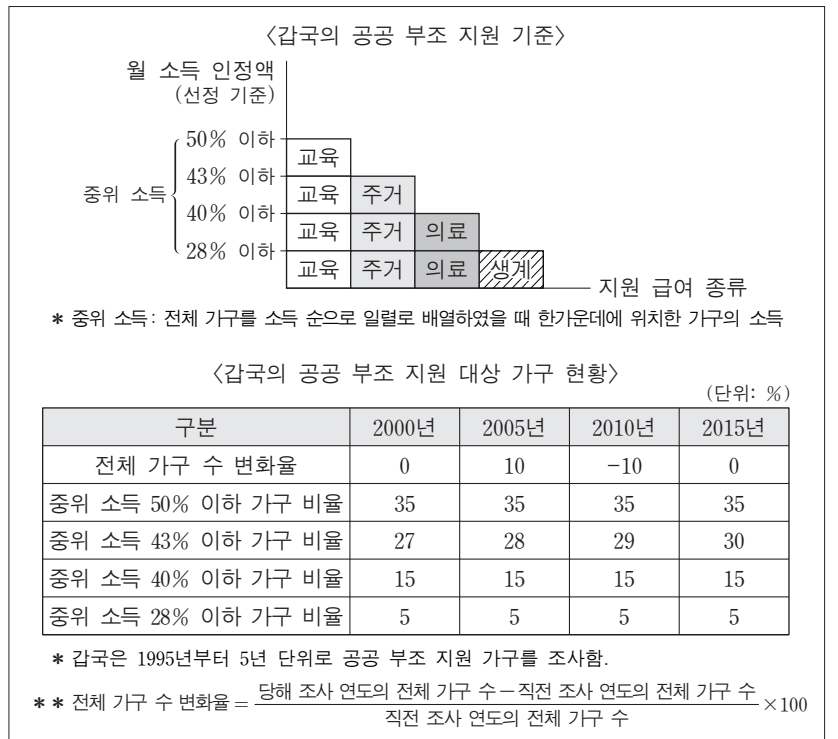 〈갑국의 공공 부조 지원 기준〉
월 소득 인정액
(선정 기준)
중위 소득
50% 이하
교육
43% 이하
교육 주거
40% 이하
교육 주거 의료
28% 이하
교육 주거 의료 생계
지원 급여 종류
* 중위 소득: 전체 가구를 소득 순으로 일렬로 배열하였을 때 한가운데에 위치한 가구의 소득
〈갑국의 공공 부조 지원 대상 가구 현황〉
(단위: %)
구분 2000년 2005년 2010년 2015년
전체 가구 수 변화율 0 10 -10 0
중위 소득 50% 이하 가구 비율 35 35 35 35
중위 소득 43% 이하 가구 비율 27 28 29 30
중위 소득 40% 이하 가구 비율 15 15 15 15
중위 소득 28% 이하 가구 비율 5 5 5 5
* 갑국은 1995년부터 5년 단위로 공공 부조 지원 가구를 조사함.
** 전체 가구 수 변화율 = 당해 조사 연도의 전체 가구 수 - 직전 조사 연도의 전체 가구 수
직전 조사 연도의 전체 가구 수 ×100